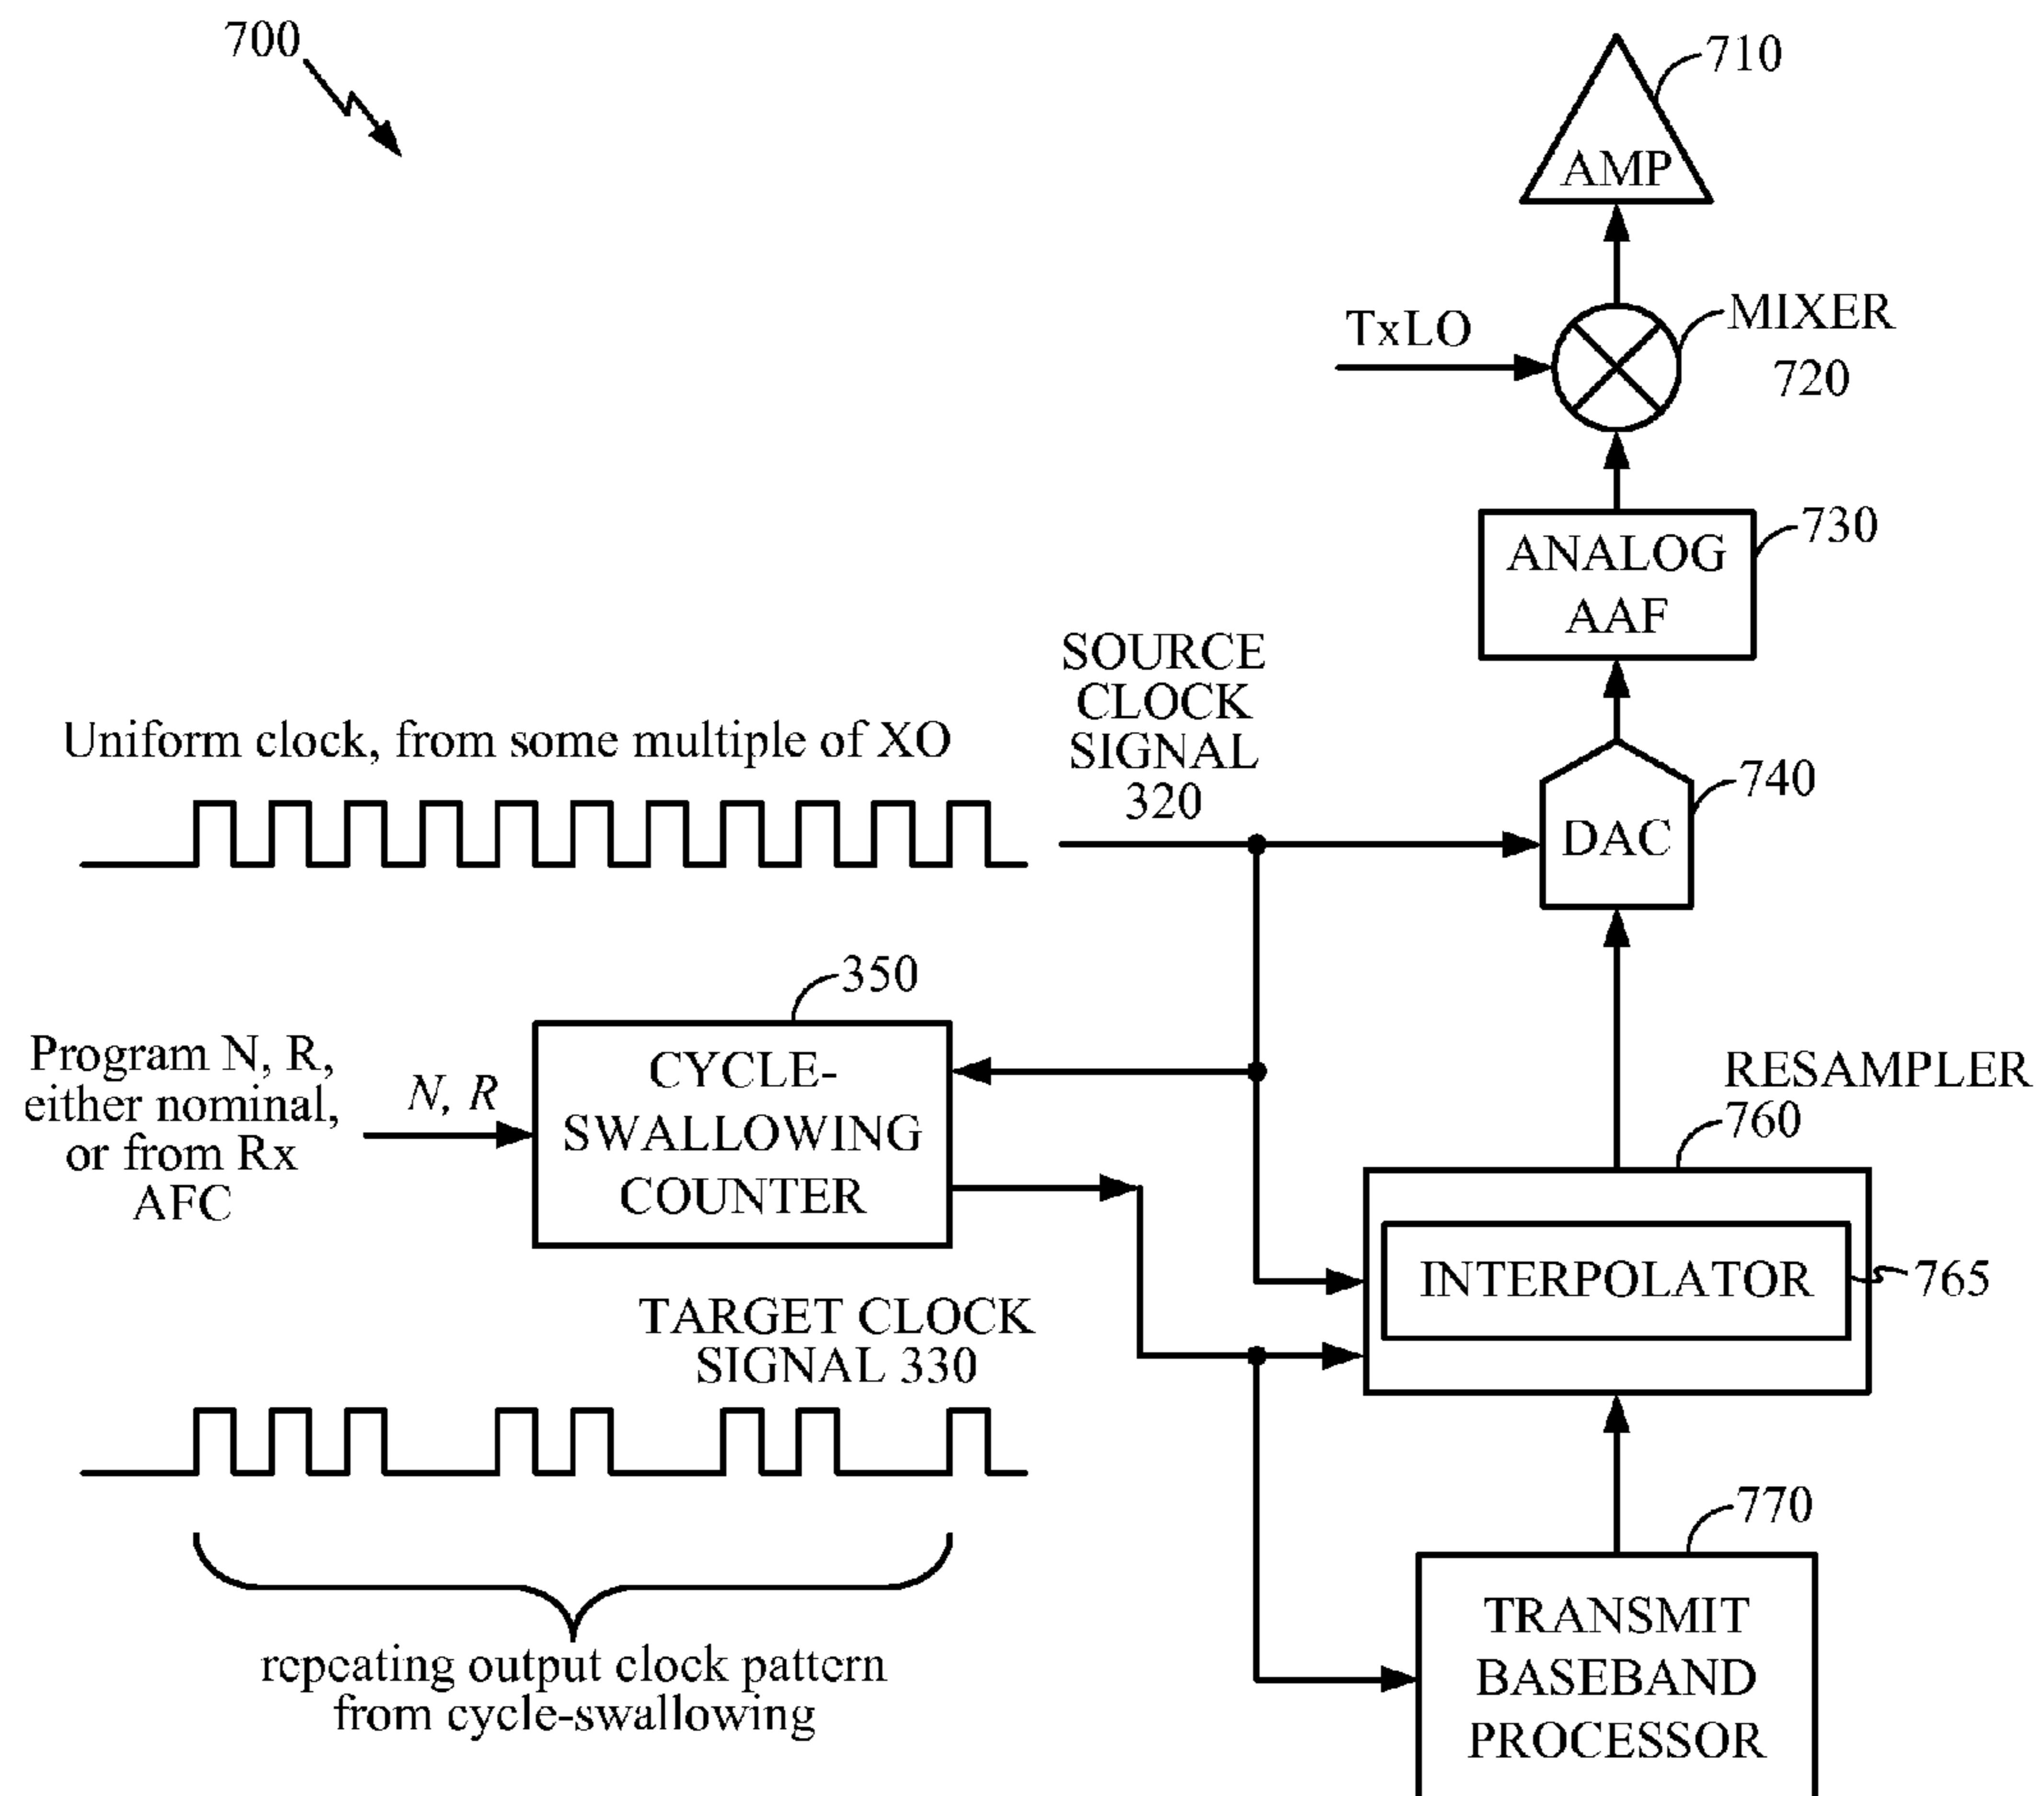 700
710
AMP
TxLO
MIXER
720
730
ANALOG
AAF
SOURCE
CLOCK
SIGNAL
320
Uniform clock, from some multiple of XO
740
DAC
350
Program N, R,
either nominal,
or from Rx
AFC
N, R
CYCLE-
SWALLOWING
COUNTER
RESAMPLER
760
INTERPOLATOR
765
TARGET CLOCK
SIGNAL 330
770
TRANSMIT
BASEBAND
PROCESSOR
repeating output clock pattern
from cycle-swallowing